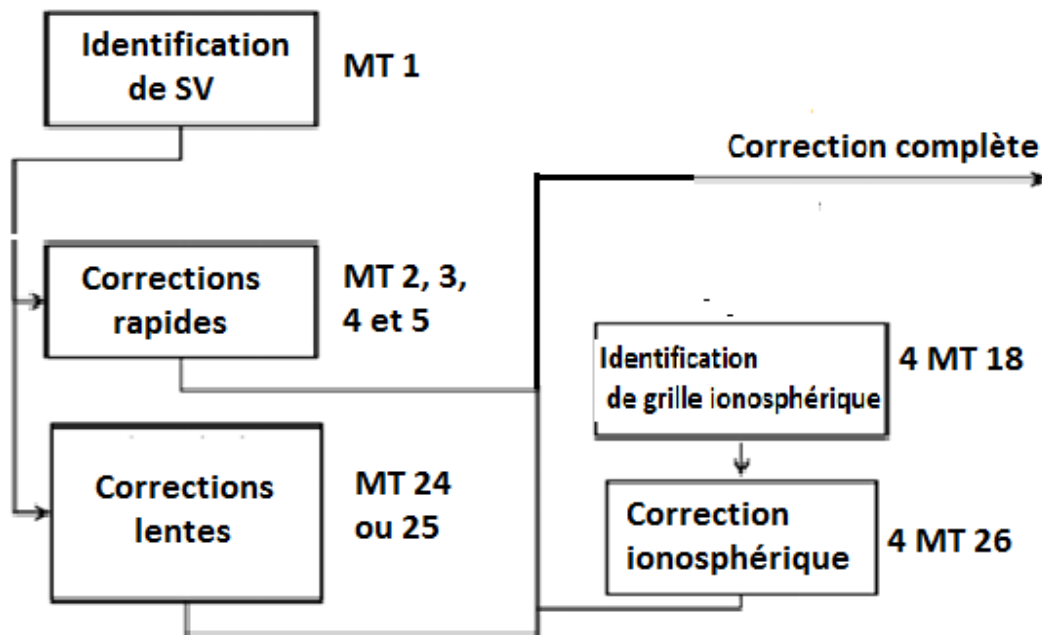 Identification
de SV
MT 1
Correction complète
Corrections
rapides
MT 2, 3,
4 et 5
Identification
de grille ionosphérique
4 MT 18
Corrections
lentes
MT 24
ou 25
Correction
ionosphérique
4 MT 26